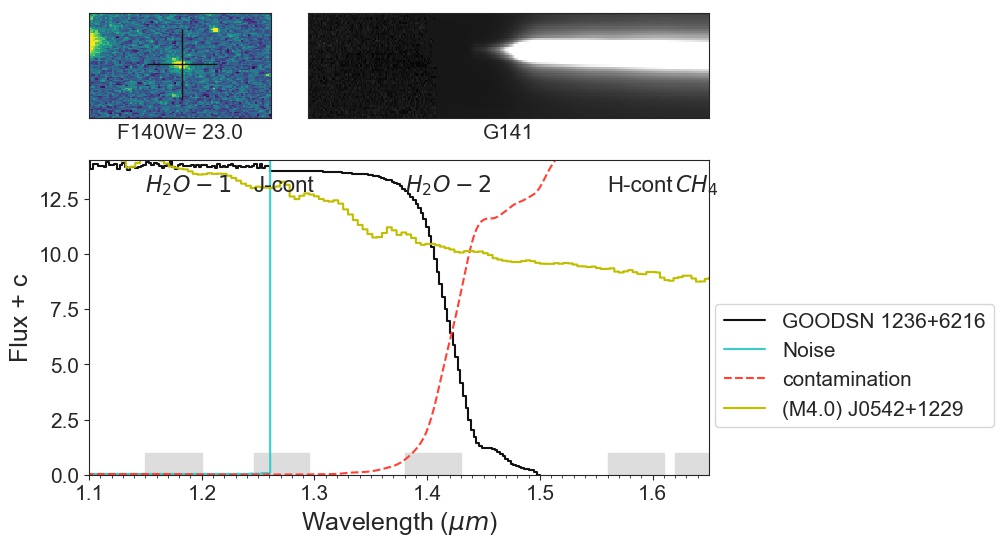 F140W= 23.0
G141
H₂O − 1
J-cont
H₂O − 2
H-cont
CH₄
12.5
10.0
7.5
5.0
2.5
0.0
Flux + c
1.1
1.2
1.3
1.4
1.5
1.6
Wavelength (μm)
GOODSN 1236+6216
Noise
contamination
(M4.0) J0542+1229